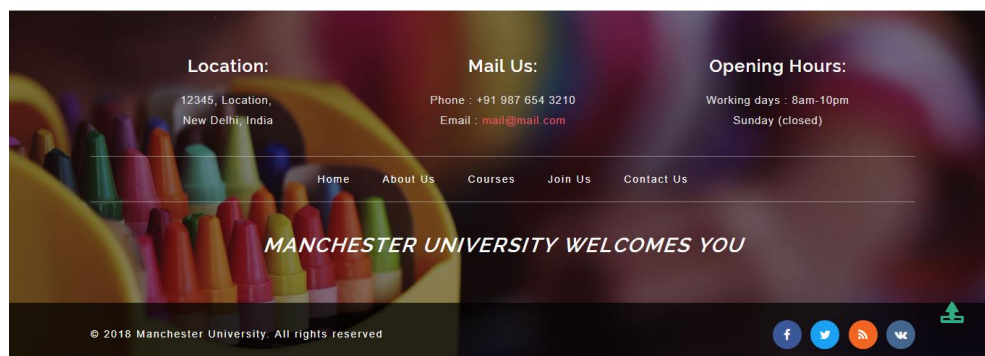 Location:
12345, Location,
New Delhi, India
Mail Us:
Phone : +91 987 654 3210
Email : mail@mail.com
Opening Hours:
Working days : 8am-10pm
Sunday (closed)
Home About Us Courses Join Us Contact Us
MANCHESTER UNIVERSITY WELCOMES YOU
© 2018 Manchester University. All rights reserved